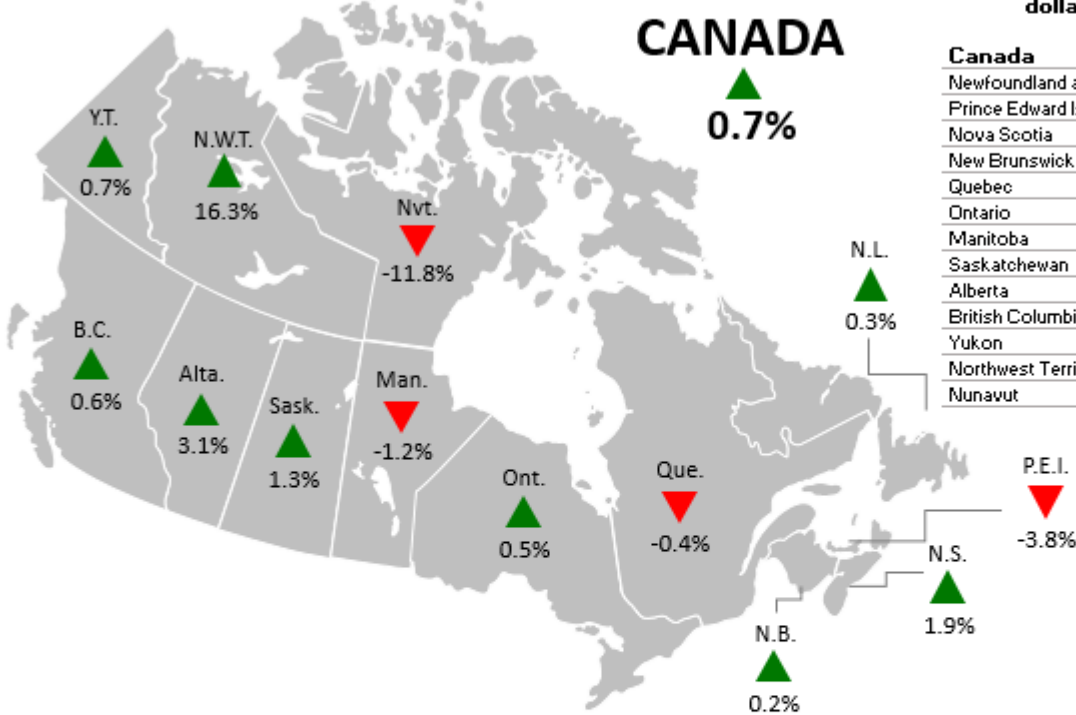 CANADA
0.7%
Y.T.
0.7%
N.W.T.
16.3%
Nvt.
-11.8%
B.C.
0.6%
Alta.
3.1%
Sask.
1.3%
Man.
-1.2%
Ont.
0.5%
Que.
-0.4%
N.L.
0.3%
P.E.I.
-3.8%
N.S.
1.9%
N.B.
0.2%
dolla
Canada
Newfoundland a
Prince Edward I
Nova Scotia
New Brunswick
Quebec
Ontario
Manitoba
Saskatchewan
Alberta
British Columbi
Yukon
Northwest Terri
Nunavut